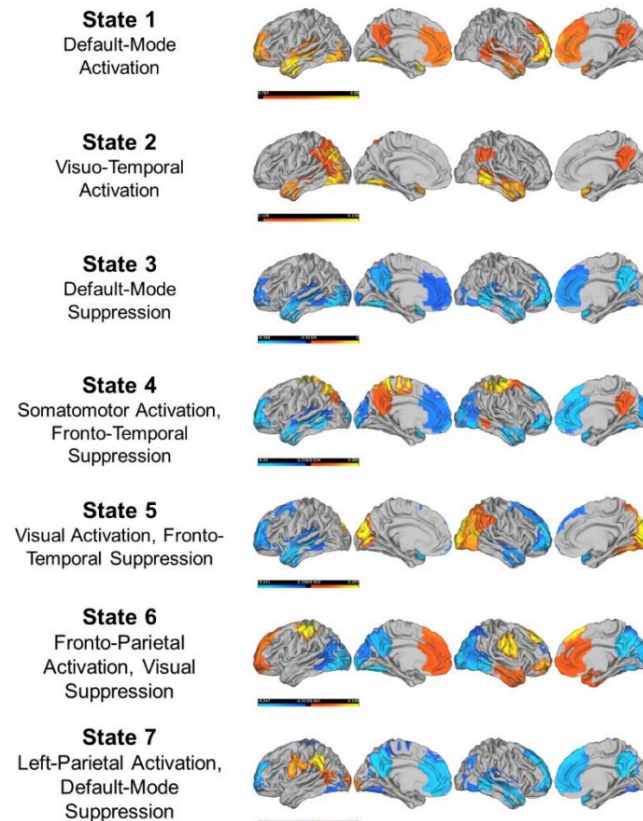 State 1
Default-Mode
Activation
State 2
Visuo-Temporal
Activation
State 3
Default-Mode
Suppression
State 4
Somatomotor Activation,
Fronto-Temporal
Suppression
State 5
Visual Activation, Fronto-
Temporal Suppression
State 6
Fronto-Parietal
Activation, Visual
Suppression
State 7
Left-Parietal Activation,
Default-Mode
Suppression